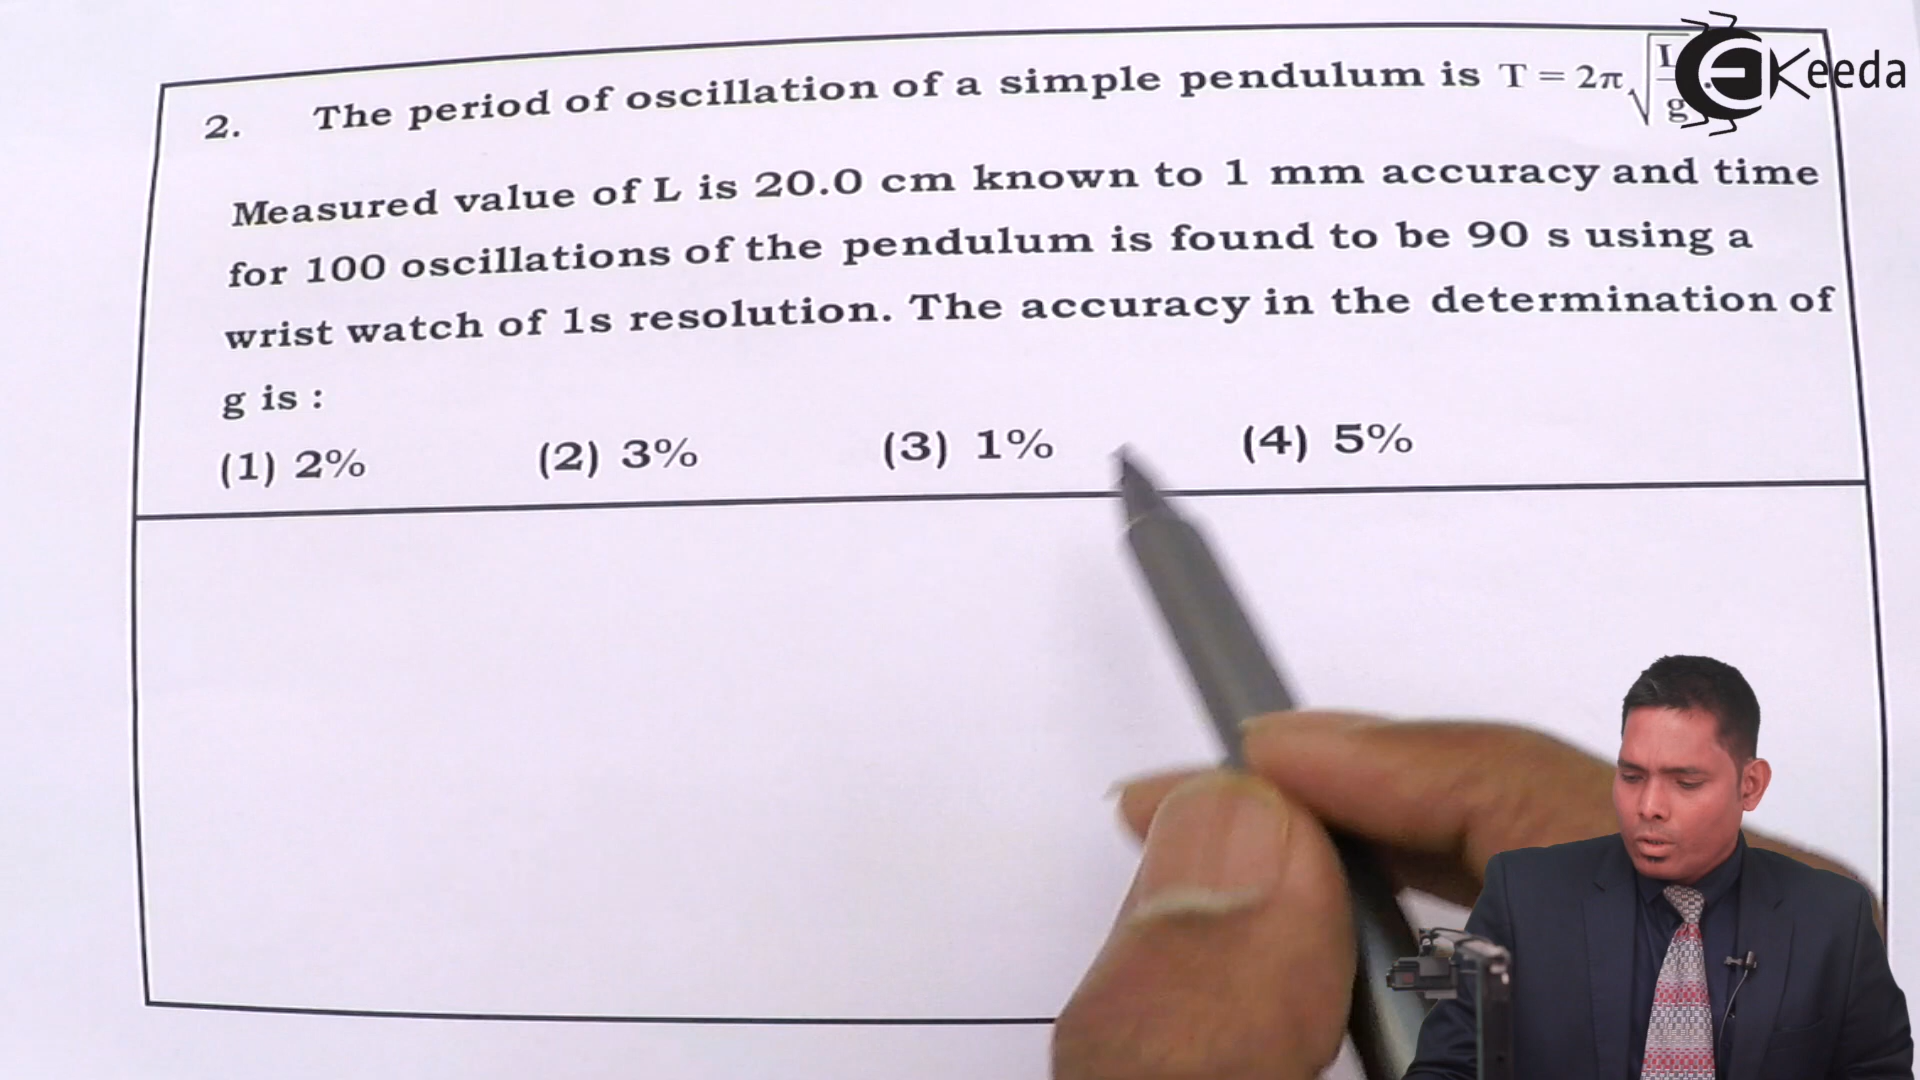 2. The period of oscillation of a simple pendulum is T = 2π√(L/g).
Measured value of L is 20.0 cm known to 1 mm accuracy and time
for 100 oscillations of the pendulum is found to be 90 s using a
wrist watch of 1s resolution. The accuracy in the determination of
g is :
(1) 2% (2) 3% (3) 1% (4) 5%
eKeeda